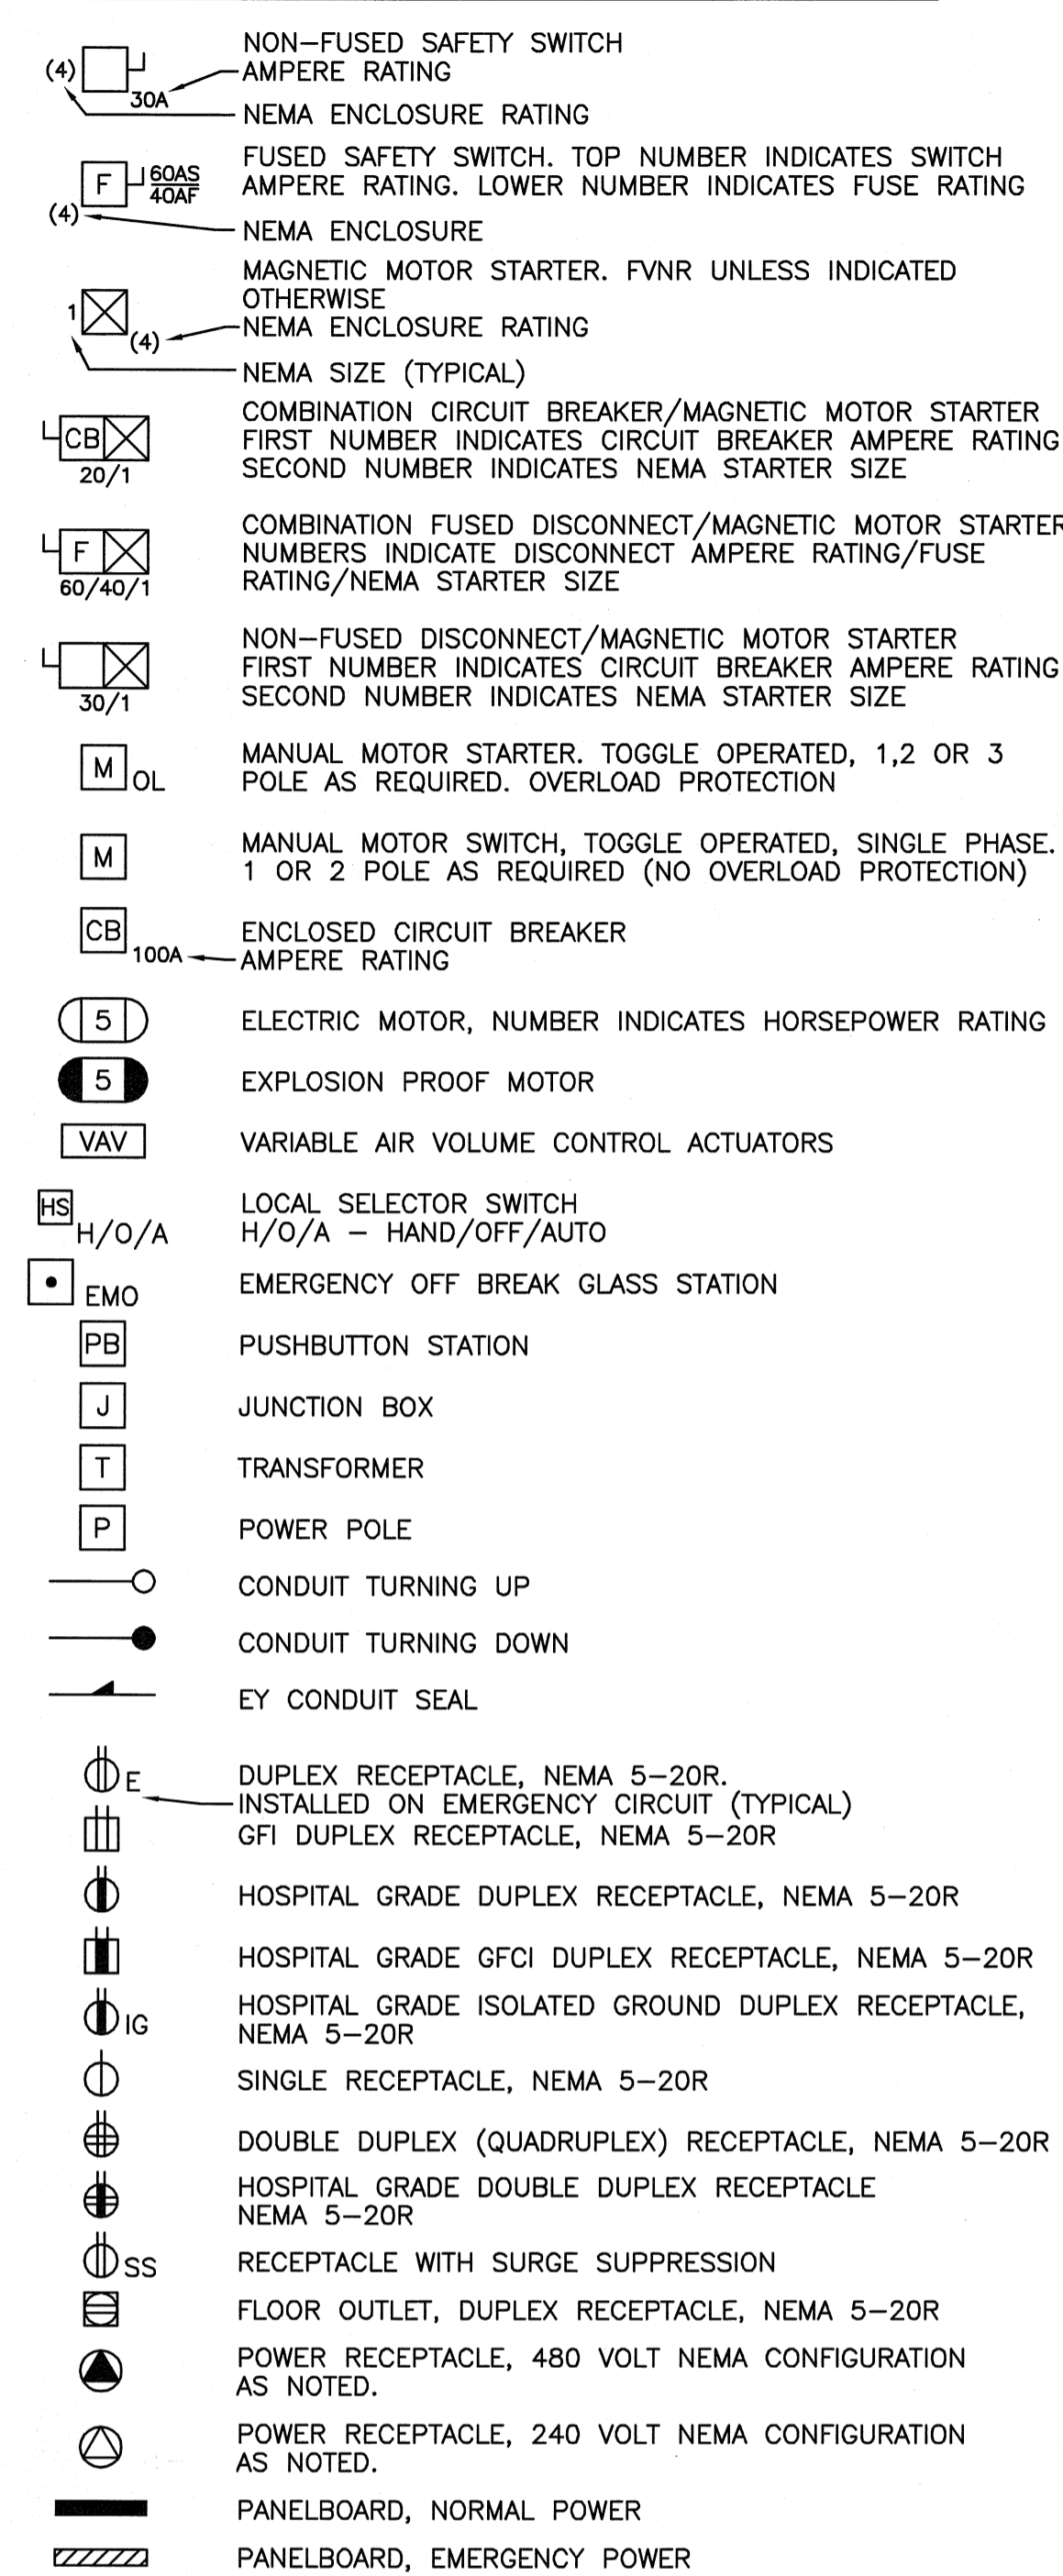 NON-FUSED SAFETY SWITCH
(4) 30A AMPERE RATING
NEMA ENCLOSURE RATING
F 60AS 40AF (4)
FUSED SAFETY SWITCH. TOP NUMBER INDICATES SWITCH
AMPERE RATING. LOWER NUMBER INDICATES FUSE RATING
NEMA ENCLOSURE
MAGNETIC MOTOR STARTER. FVNR UNLESS INDICATED
OTHERWISE
1 (4) NEMA ENCLOSURE RATING
NEMA SIZE (TYPICAL)
CB 20/1
COMBINATION CIRCUIT BREAKER/MAGNETIC MOTOR STARTER
FIRST NUMBER INDICATES CIRCUIT BREAKER AMPERE RATING
SECOND NUMBER INDICATES NEMA STARTER SIZE
F 60/40/1
COMBINATION FUSED DISCONNECT/MAGNETIC MOTOR STARTER
NUMBERS INDICATE DISCONNECT AMPERE RATING/FUSE
RATING/NEMA STARTER SIZE
30/1
NON-FUSED DISCONNECT/MAGNETIC MOTOR STARTER
FIRST NUMBER INDICATES CIRCUIT BREAKER AMPERE RATING
SECOND NUMBER INDICATES NEMA STARTER SIZE
M OL
MANUAL MOTOR STARTER. TOGGLE OPERATED, 1,2 OR 3
POLE AS REQUIRED. OVERLOAD PROTECTION
M
MANUAL MOTOR SWITCH, TOGGLE OPERATED, SINGLE PHASE.
1 OR 2 POLE AS REQUIRED (NO OVERLOAD PROTECTION)
CB 100A
ENCLOSED CIRCUIT BREAKER
AMPERE RATING
5 ELECTRIC MOTOR, NUMBER INDICATES HORSEPOWER RATING
5 EXPLOSION PROOF MOTOR
VAV VARIABLE AIR VOLUME CONTROL ACTUATORS
HS H/O/A
LOCAL SELECTOR SWITCH
H/O/A - HAND/OFF/AUTO
EMO EMERGENCY OFF BREAK GLASS STATION
PB PUSHBUTTON STATION
J JUNCTION BOX
T TRANSFORMER
P POWER POLE
CONDUIT TURNING UP
CONDUIT TURNING DOWN
EY CONDUIT SEAL
E DUPLEX RECEPTACLE, NEMA 5-20R.
INSTALLED ON EMERGENCY CIRCUIT (TYPICAL)
GFI DUPLEX RECEPTACLE, NEMA 5-20R
HOSPITAL GRADE DUPLEX RECEPTACLE, NEMA 5-20R
HOSPITAL GRADE GFCI DUPLEX RECEPTACLE, NEMA 5-20R
IG HOSPITAL GRADE ISOLATED GROUND DUPLEX RECEPTACLE,
NEMA 5-20R
SINGLE RECEPTACLE, NEMA 5-20R
DOUBLE DUPLEX (QUADRUPLEX) RECEPTACLE, NEMA 5-20R
HOSPITAL GRADE DOUBLE DUPLEX RECEPTACLE
NEMA 5-20R
SS RECEPTACLE WITH SURGE SUPPRESSION
FLOOR OUTLET, DUPLEX RECEPTACLE, NEMA 5-20R
POWER RECEPTACLE, 480 VOLT NEMA CONFIGURATION
AS NOTED.
POWER RECEPTACLE, 240 VOLT NEMA CONFIGURATION
AS NOTED.
PANELBOARD, NORMAL POWER
PANELBOARD, EMERGENCY POWER